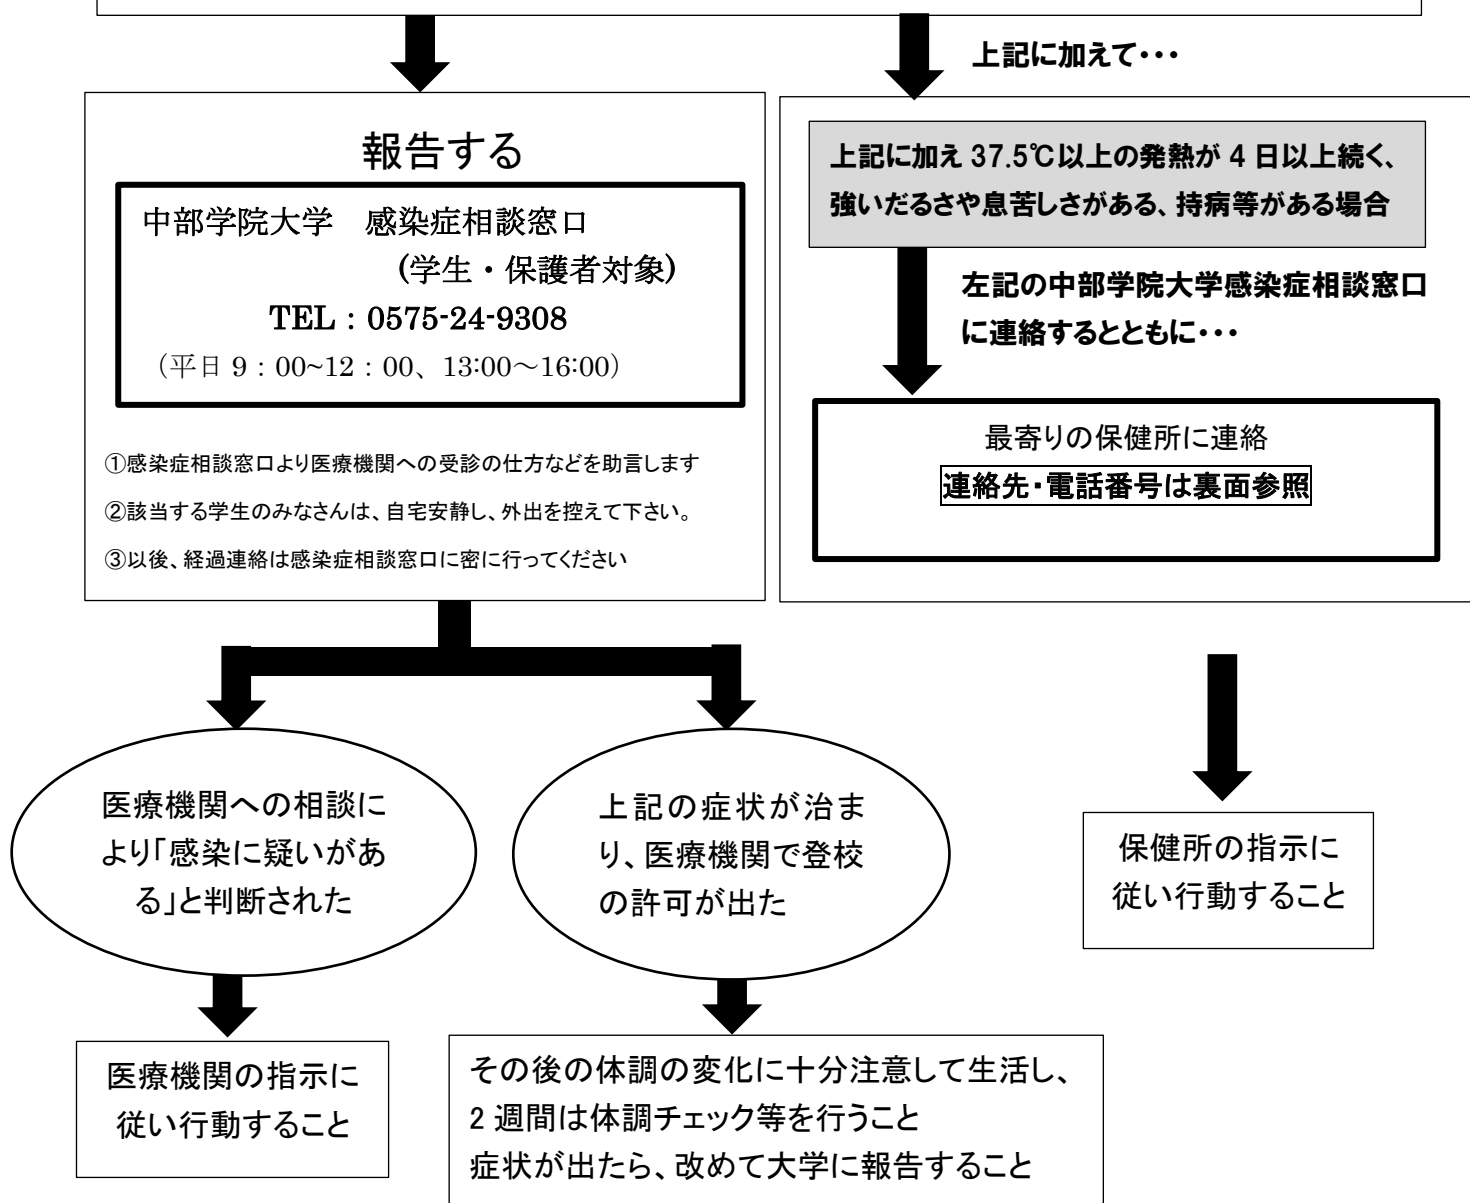 上記に加えて・・・
報告する
中部学院大学　感染症相談窓口
(学生・保護者対象)
TEL：0575-24-9308
（平日 9：00~12：00、13:00～16:00）
①感染症相談窓口より医療機関への受診の仕方などを助言します
②該当する学生のみなさんは、自宅安静し、外出を控えて下さい。
③以後、経過連絡は感染症相談窓口に密に行ってください
上記に加え 37.5℃以上の発熱が 4 日以上続く、
強いだるさや息苦しさがある、持病等がある場合
左記の中部学院大学感染症相談窓口
に連絡するとともに・・・
最寄りの保健所に連絡
連絡先・電話番号は裏面参照
医療機関への相談に
より「感染に疑いがあ
る」と判断された
上記の症状が治ま
り、医療機関で登校
の許可が出た
保健所の指示に
従い行動すること
医療機関の指示に
従い行動すること
その後の体調の変化に十分注意して生活し、
2 週間は体調チェック等を行うこと
症状が出たら、改めて大学に報告すること